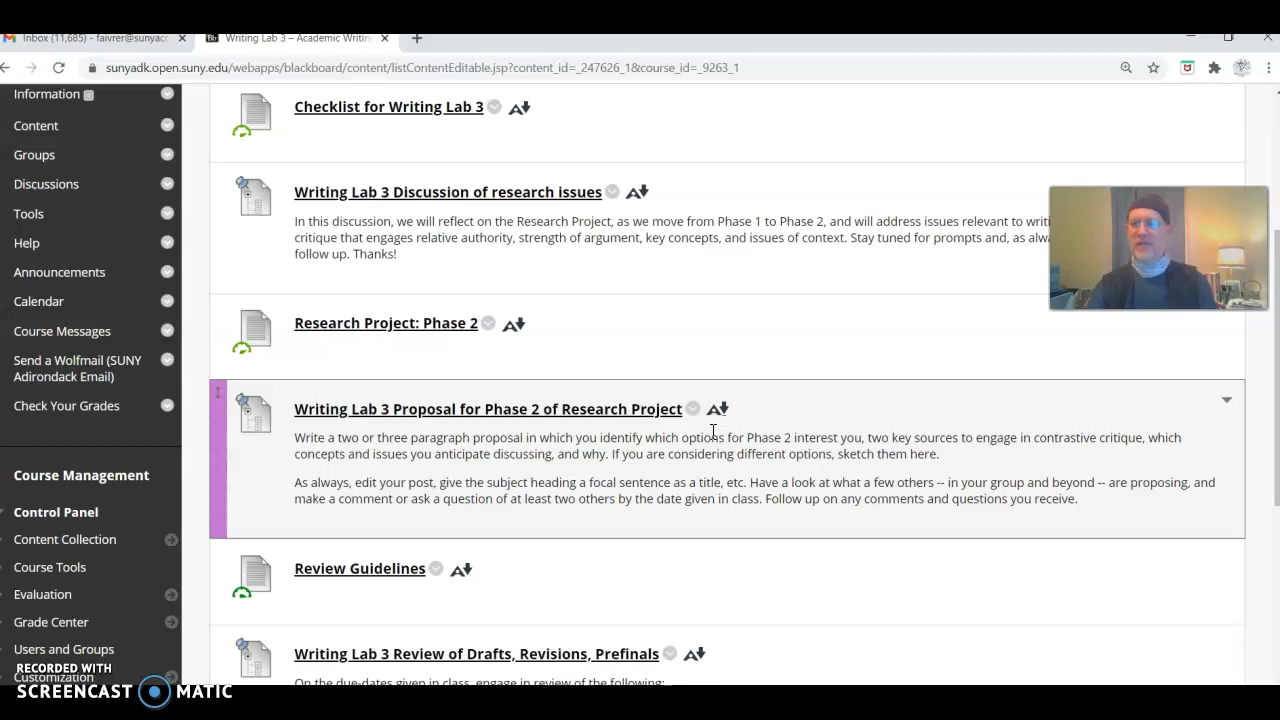 Inbox (11,685) - faivrer@sunyacc
Writing Lab 3 – Academic Writin
sunyadk.open.suny.edu/webapps/blackboard/content/listContentEditable.jsp?content_id=_247626_1&course_id=_9263_1
Information
Content
Groups
Discussions
Tools
Help
Announcements
Calendar
Course Messages
Send a Wolfmail (SUNY
Adirondack Email)
Check Your Grades
Course Management
Control Panel
Content Collection
Course Tools
Evaluation
Grade Center
Users and Groups
Customization
Checklist for Writing Lab 3
Writing Lab 3 Discussion of research issues
In this discussion, we will reflect on the Research Project, as we move from Phase 1 to Phase 2, and will address issues relevant to writi
critique that engages relative authority, strength of argument, key concepts, and issues of context. Stay tuned for prompts and, as alwa
follow up. Thanks!
Research Project: Phase 2
Writing Lab 3 Proposal for Phase 2 of Research Project
Write a two or three paragraph proposal in which you identify which options for Phase 2 interest you, two key sources to engage in contrastive critique, which
concepts and issues you anticipate discussing, and why. If you are considering different options, sketch them here.
As always, edit your post, give the subject heading a focal sentence as a title, etc. Have a look at what a few others -- in your group and beyond -- are proposing, and
make a comment or ask a question of at least two others by the date given in class. Follow up on any comments and questions you receive.
Review Guidelines
Writing Lab 3 Review of Drafts, Revisions, Prefinals
On the due-dates given in class, engage in review of the following:
RECORDED WITH
SCREENCAST MATIC